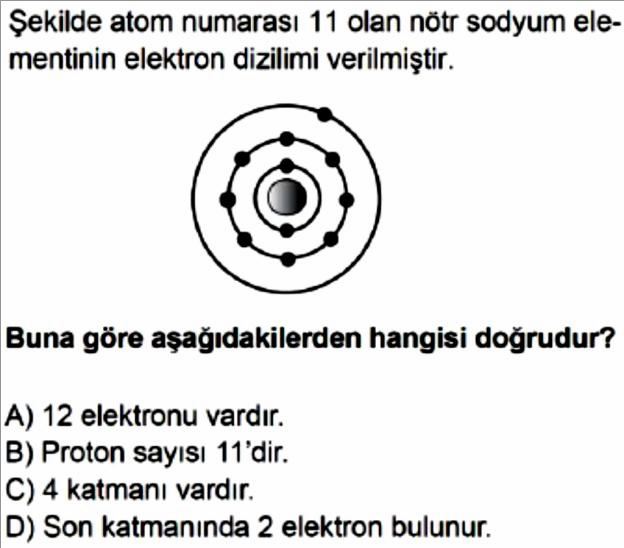 Şekilde atom numarası 11 olan nötr sodyum ele-
mentinin elektron dizilimi verilmiştir.
Buna göre aşağıdakilerden hangisi doğrudur?
A) 12 elektronu vardır.
B) Proton sayısı 11'dir.
C) 4 katmanı vardır.
D) Son katmanında 2 elektron bulunur.